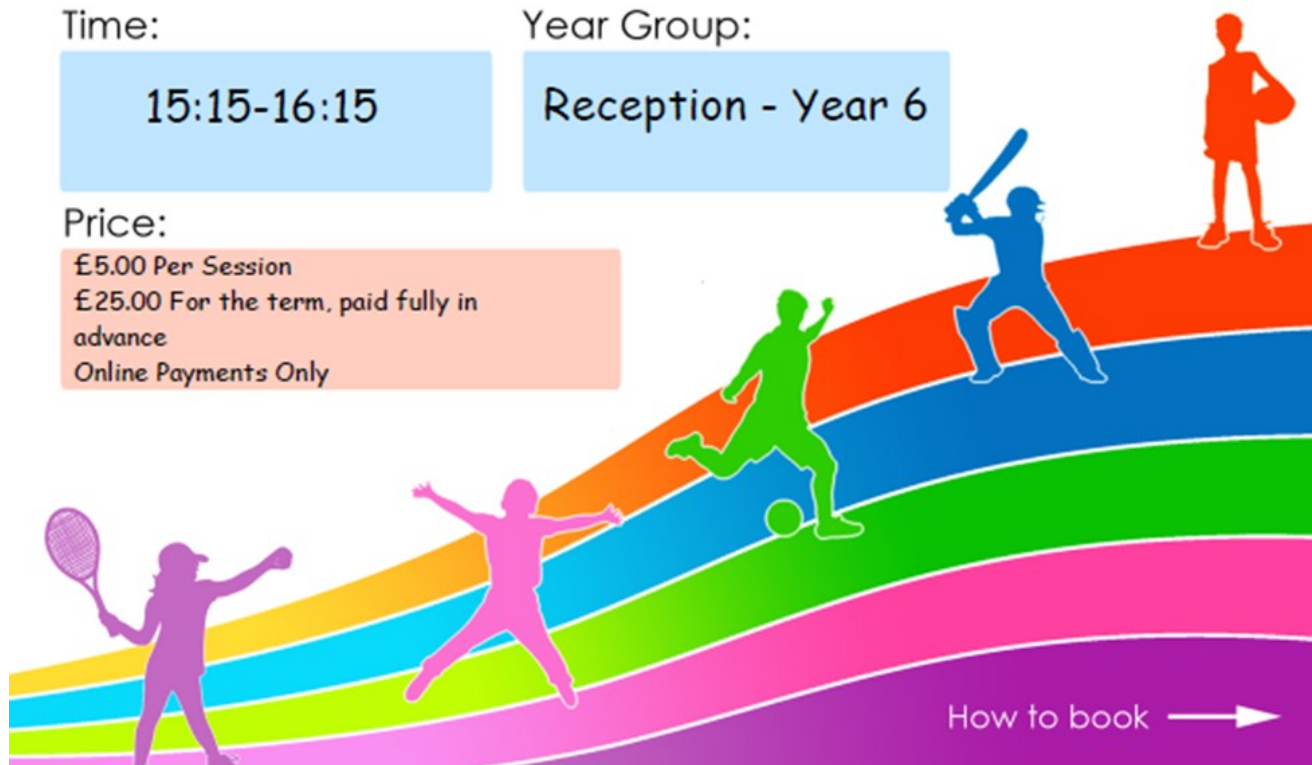 Time:
Year Group:
15:15-16:15
Reception - Year 6
Price:
£5.00 Per Session
£25.00 For the term, paid fully in
advance
Online Payments Only
How to book